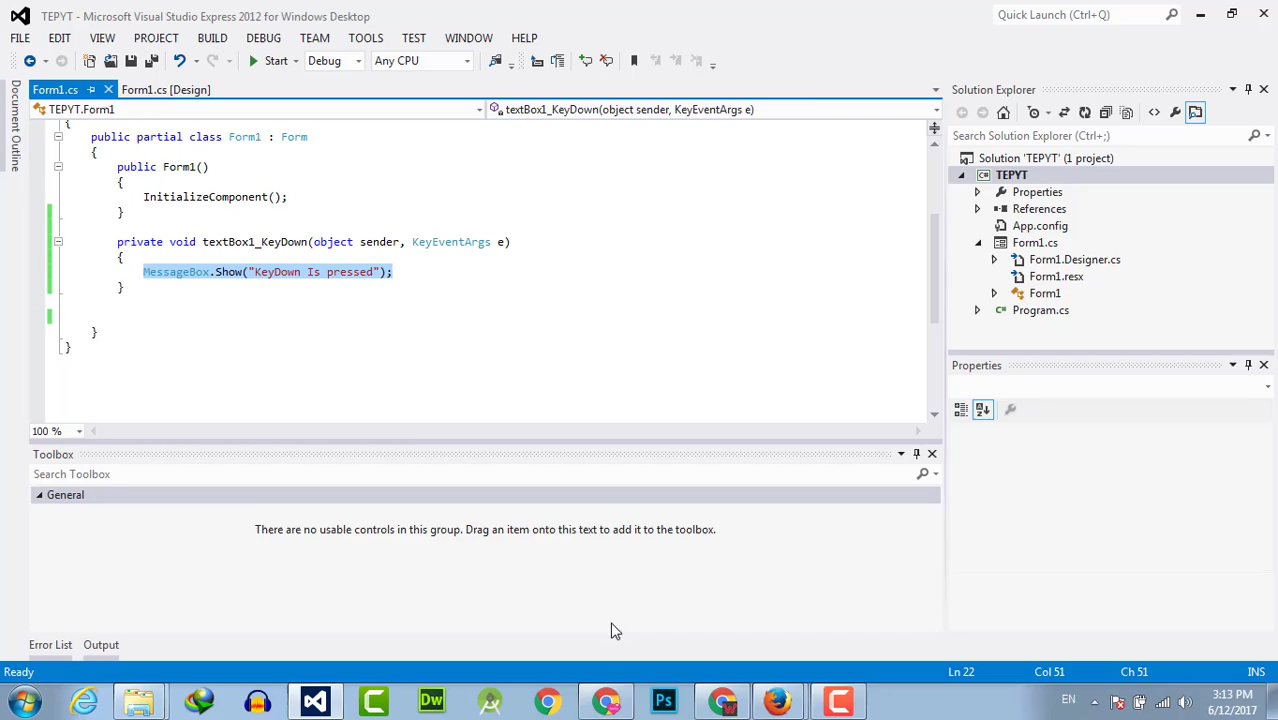 TEPYT - Microsoft Visual Studio Express 2012 for Windows Desktop
Quick Launch (Ctrl+Q)
FILE EDIT VIEW PROJECT BUILD DEBUG TEAM TOOLS TEST WINDOW HELP
Start Debug Any CPU
Document Outline
Form1.cs Form1.cs [Design]
TEPYT.Form1 textBox1_KeyDown(object sender, KeyEventArgs e)
{
public partial class Form1 : Form
{
public Form1()
{
InitializeComponent();
}
private void textBox1_KeyDown(object sender, KeyEventArgs e)
{
MessageBox.Show("KeyDown Is pressed");
}
}
}
100 %
Toolbox
Search Toolbox
General
There are no usable controls in this group. Drag an item onto this text to add it to the toolbox.
Error List Output
Solution Explorer
Search Solution Explorer (Ctrl+;)
Solution 'TEPYT' (1 project)
C# TEPYT
Properties
References
App.config
Form1.cs
Form1.Designer.cs
Form1.resx
Form1
C# Program.cs
Properties
Ready Ln 22 Col 51 Ch 51 INS
Dw Ps EN 3:13 PM
6/12/2017